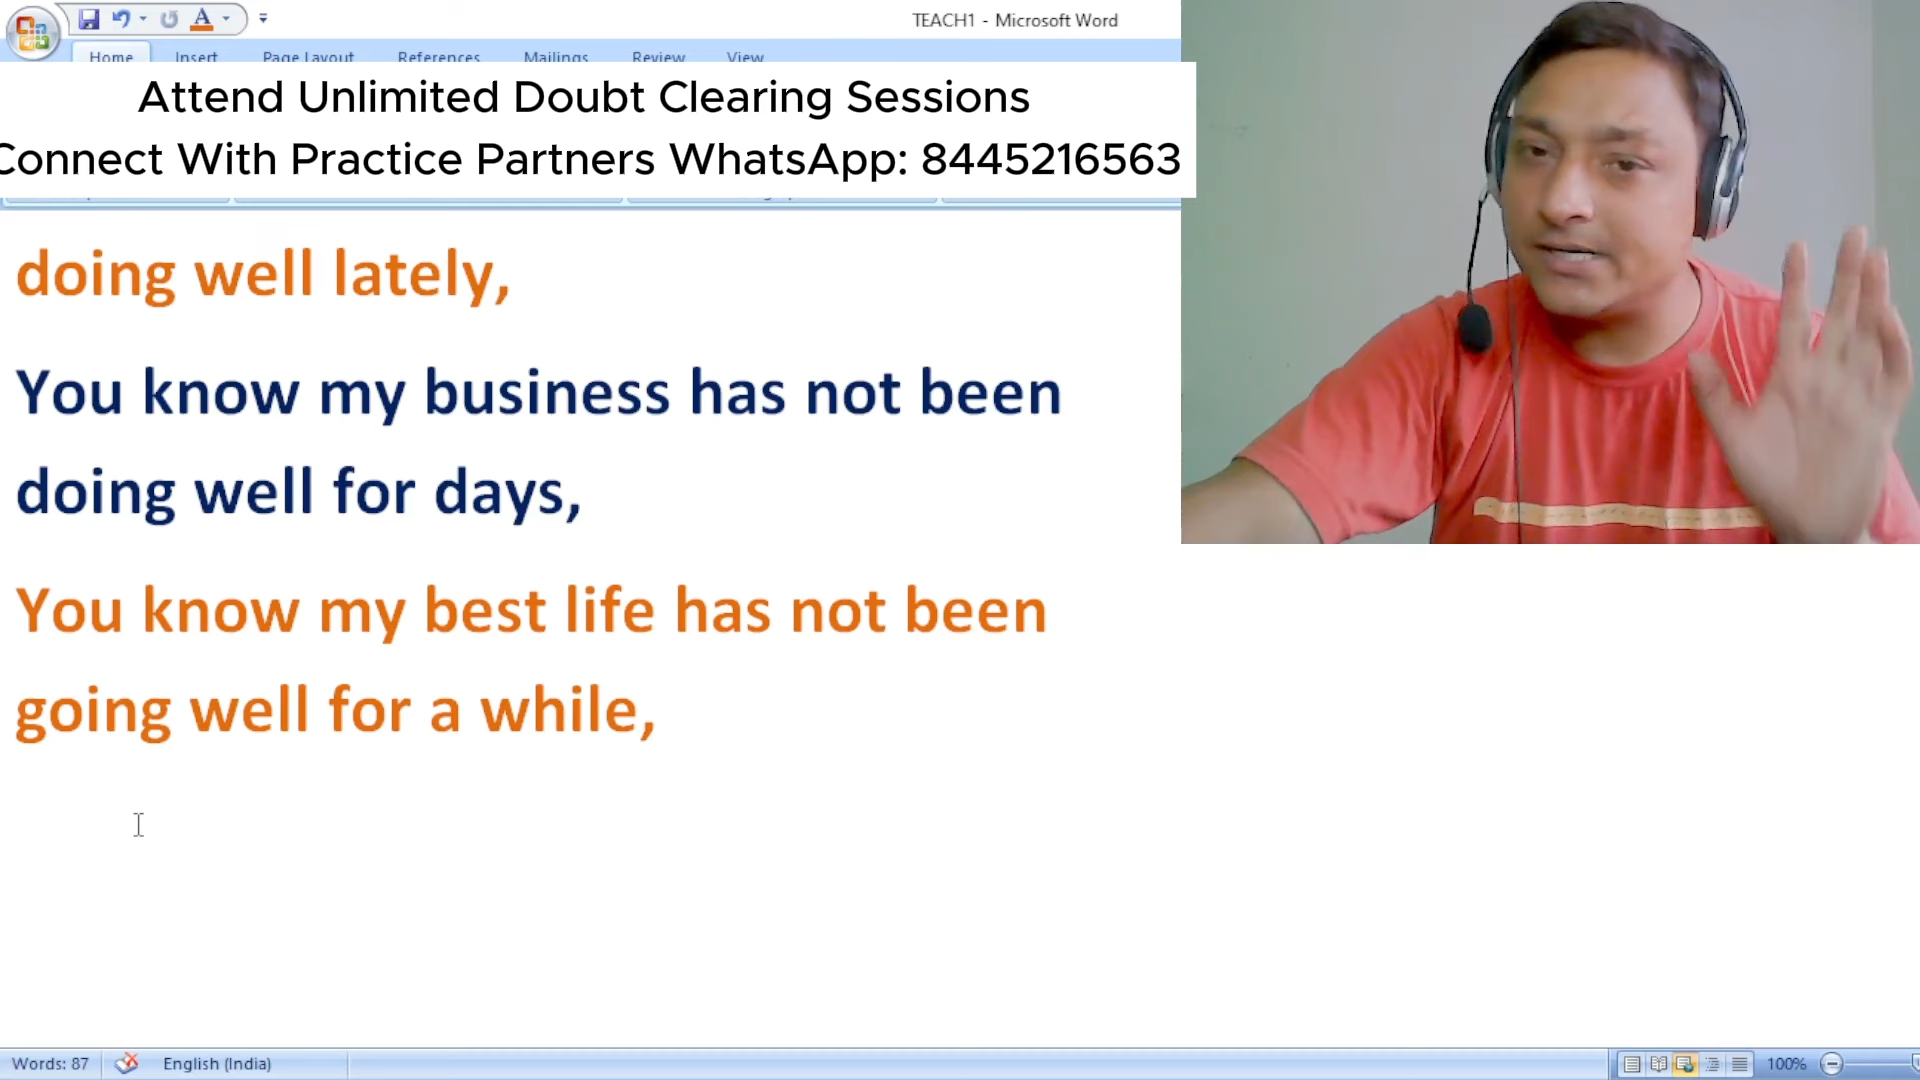 TEACH1 - Microsoft Word
Home Insert Page Layout References Mailings Review View
Attend Unlimited Doubt Clearing Sessions
Connect With Practice Partners WhatsApp: 8445216563
doing well lately,
You know my business has not been
doing well for days,
You know my best life has not been
going well for a while,
Words: 87 English (India) 100%